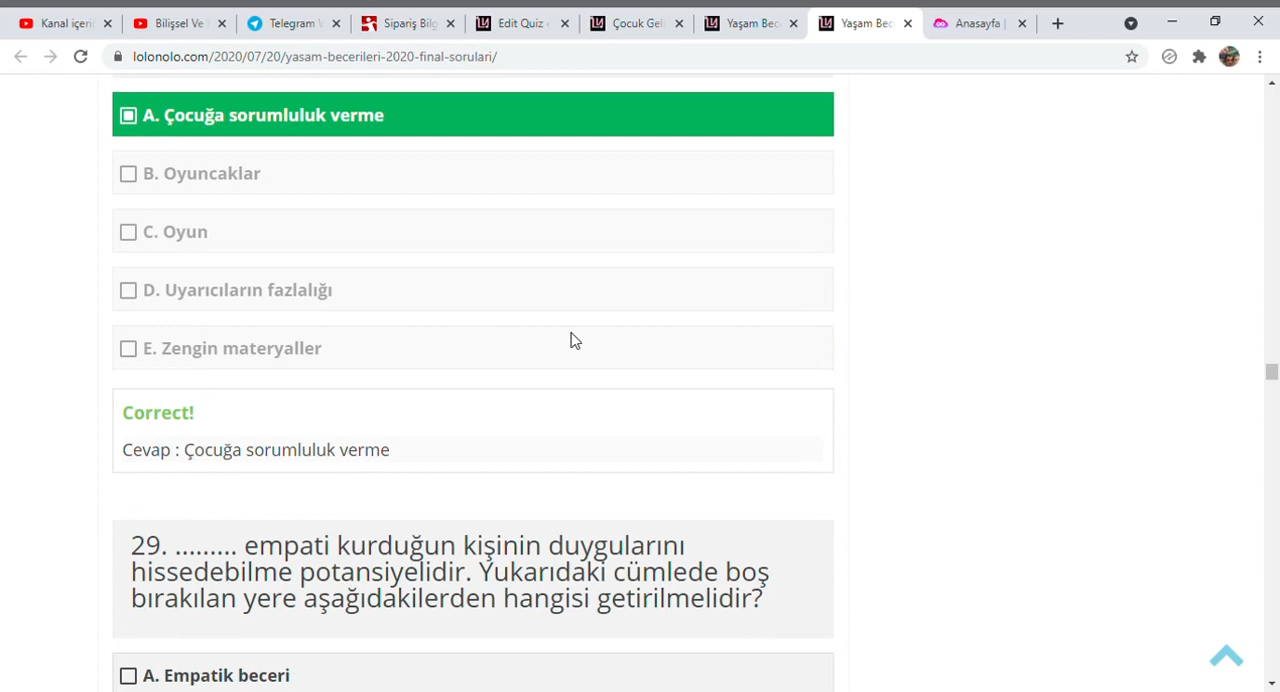 Kanal içeri
Bilişsel Ve
Telegram
Sipariş Bilg
Edit Quiz
Çocuk Geli
Yaşam Bec
Yaşam Bec
Anasayfa |
lolonolo.com/2020/07/20/yasam-becerileri-2020-final-sorulari/
A. Çocuğa sorumluluk verme
B. Oyuncaklar
C. Oyun
D. Uyarıcıların fazlalığı
E. Zengin materyaller
Correct!
Cevap : Çocuğa sorumluluk verme
29. ......... empati kurduğun kişinin duygularını
hissedebilme potansiyelidir. Yukarıdaki cümlede boş
bırakılan yere aşağıdakilerden hangisi getirilmelidir?
A. Empatik beceri